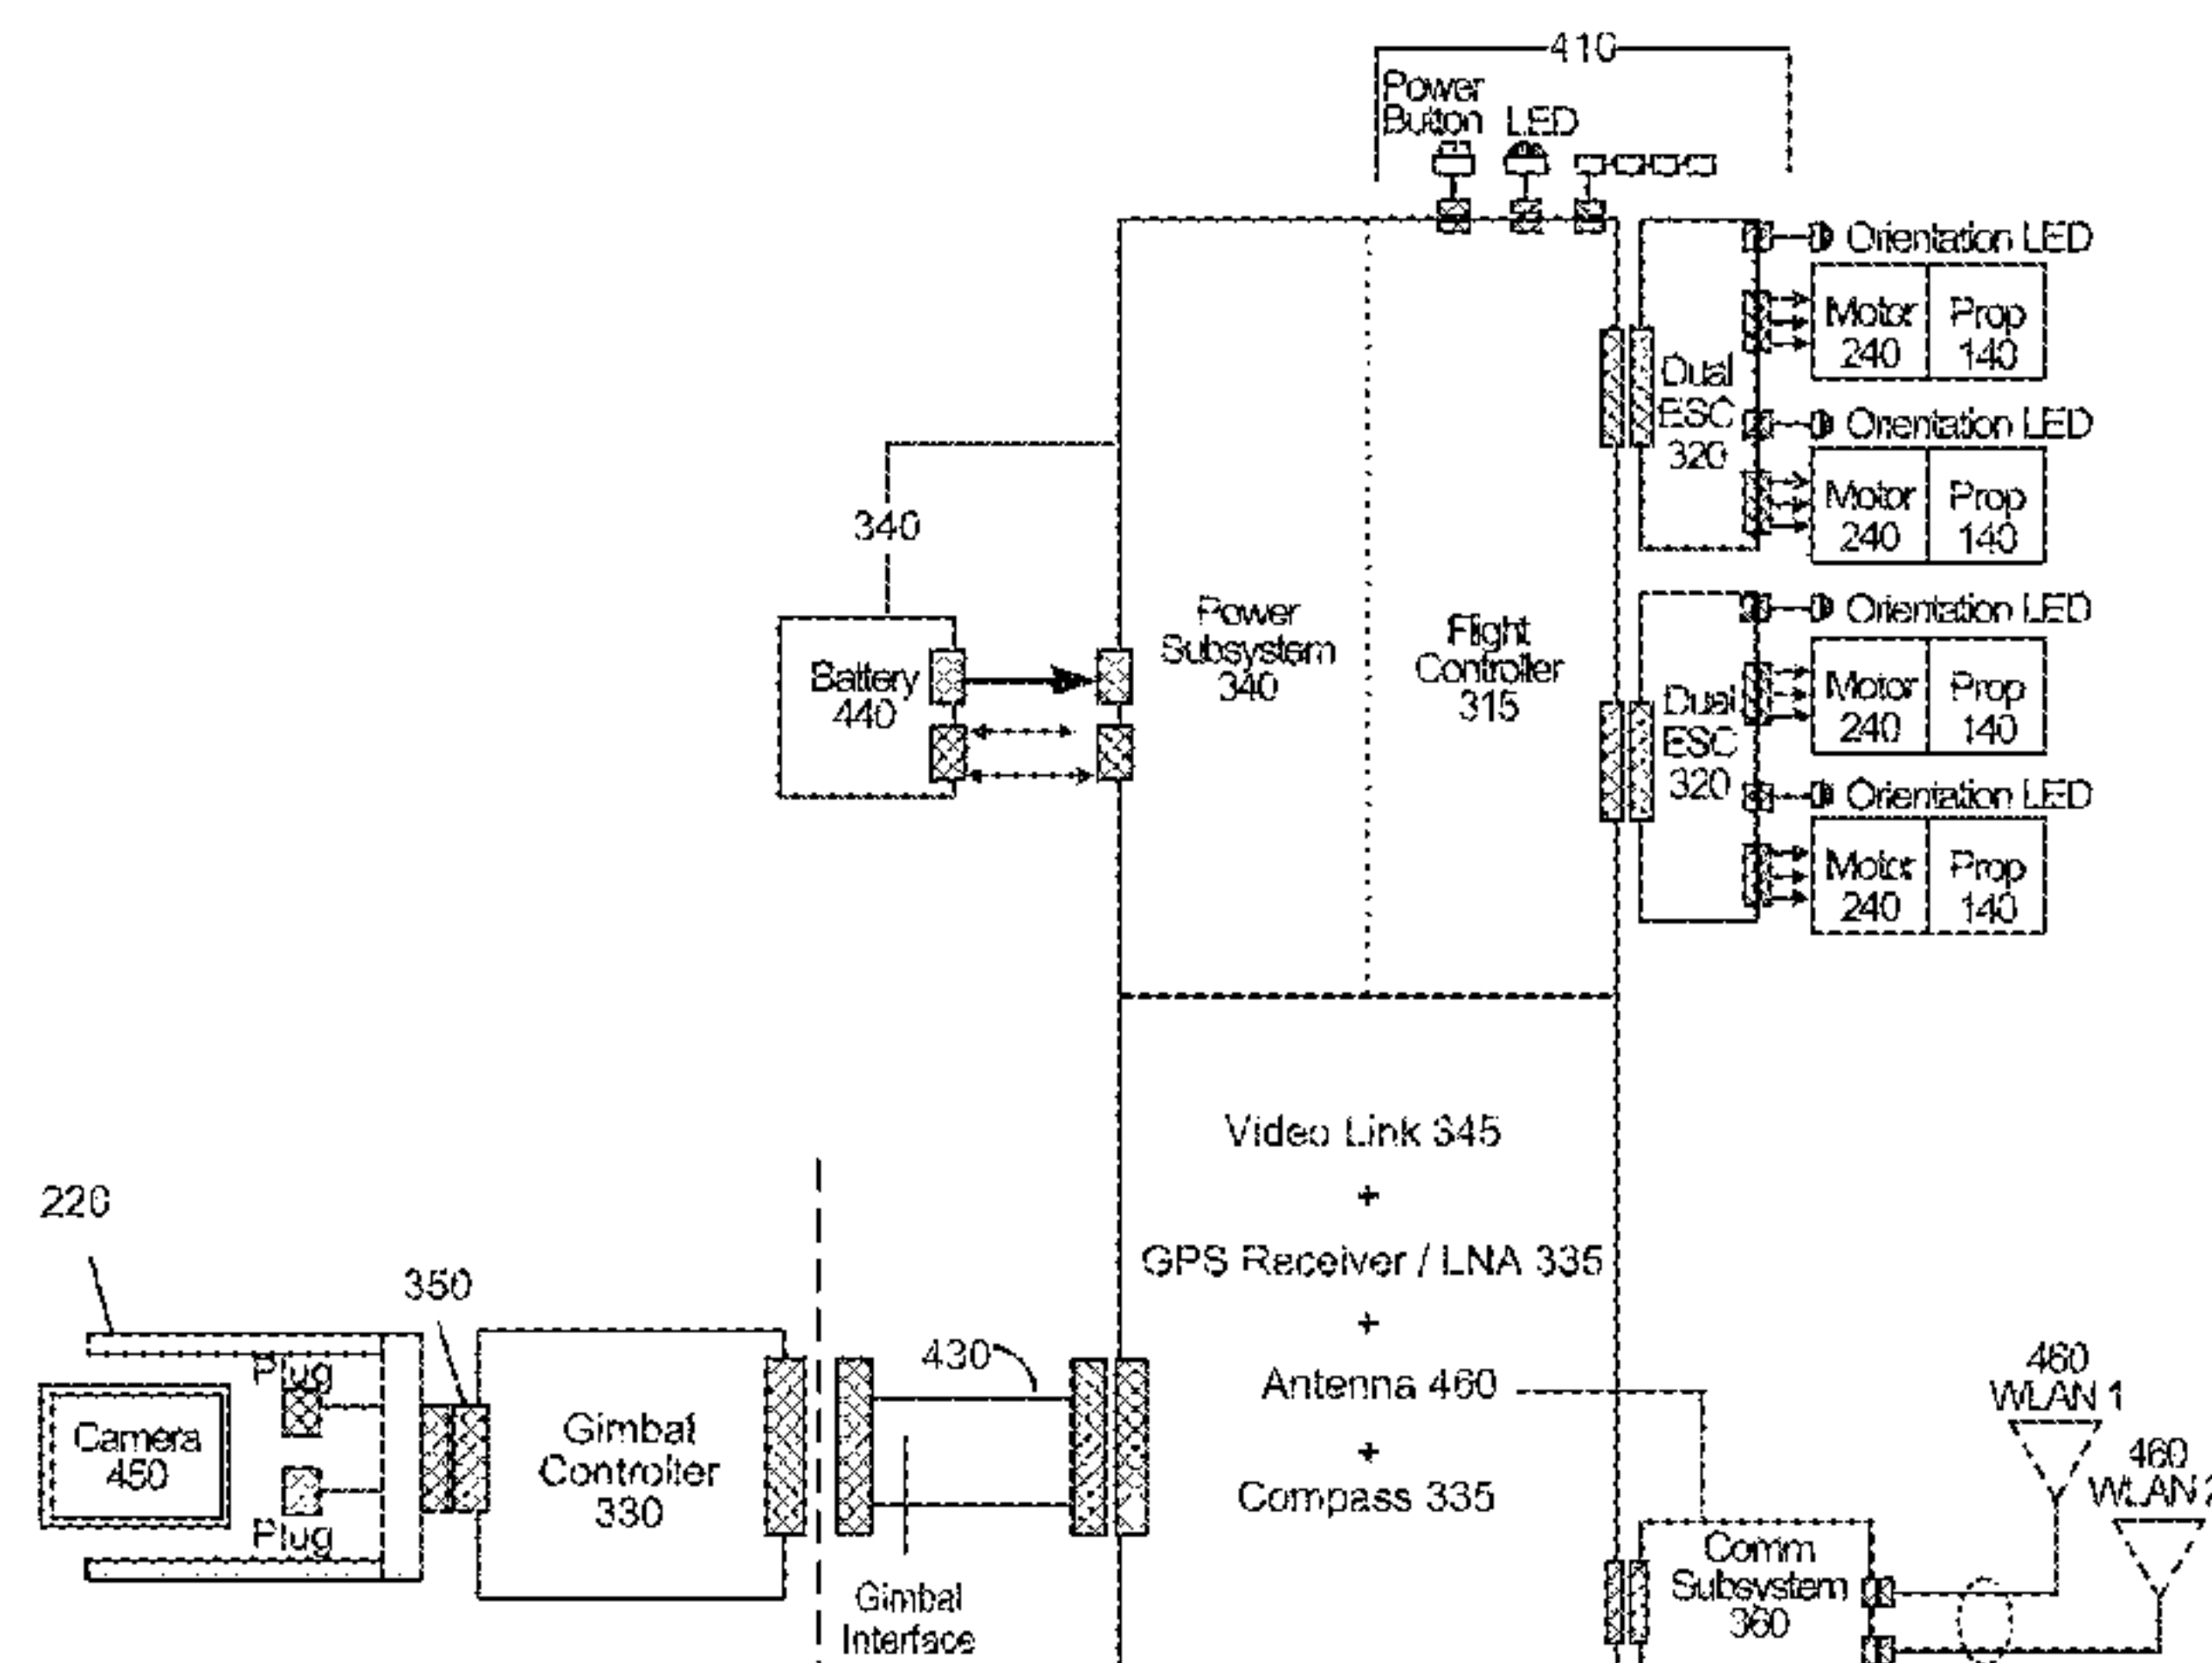 410
Power
Button LED
Orientation LED
Motor Prop
240 140
Dual
ESC
320
Orientation LED
Motor Prop
240 140
340
Orientation LED
Power
Subsystem
340
Flight
Controller
315
Battery
440
Motor Prop
240 140
Dual
ESC
320
Orientation LED
Motor Prop
240 140
Video Link 345
+
GPS Receiver / LNA 335
+
Antenna 460
+
Compass 335
220
350
430
Plug
Camera
450
Plug
Gimbal
Controller
330
Gimbal
Interface
460
WLAN 1
460
WLAN 2
Comm
Subsystem
360